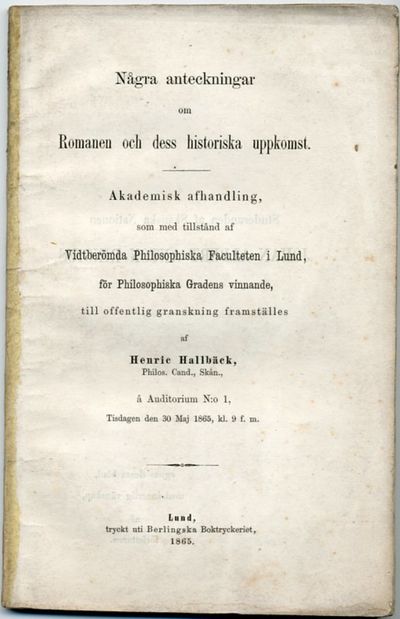 Några anteckningar
om
Romanen och dess historiska uppkomst.
Akademisk afhandling,
som med tillstånd af
Vidtberömda Philosophiska Faculteten i Lund,
för Philosophiska Gradens vinnande,
till offentlig granskning framställes
af
Henric Hallbäck,
Philos. Cand., Skån.,
å Auditorium N:o 1,
Tisdagen den 30 Maj 1865, kl. 9 f. m.
Lund,
tryckt uti Berlingska Boktryckeriet,
1865.